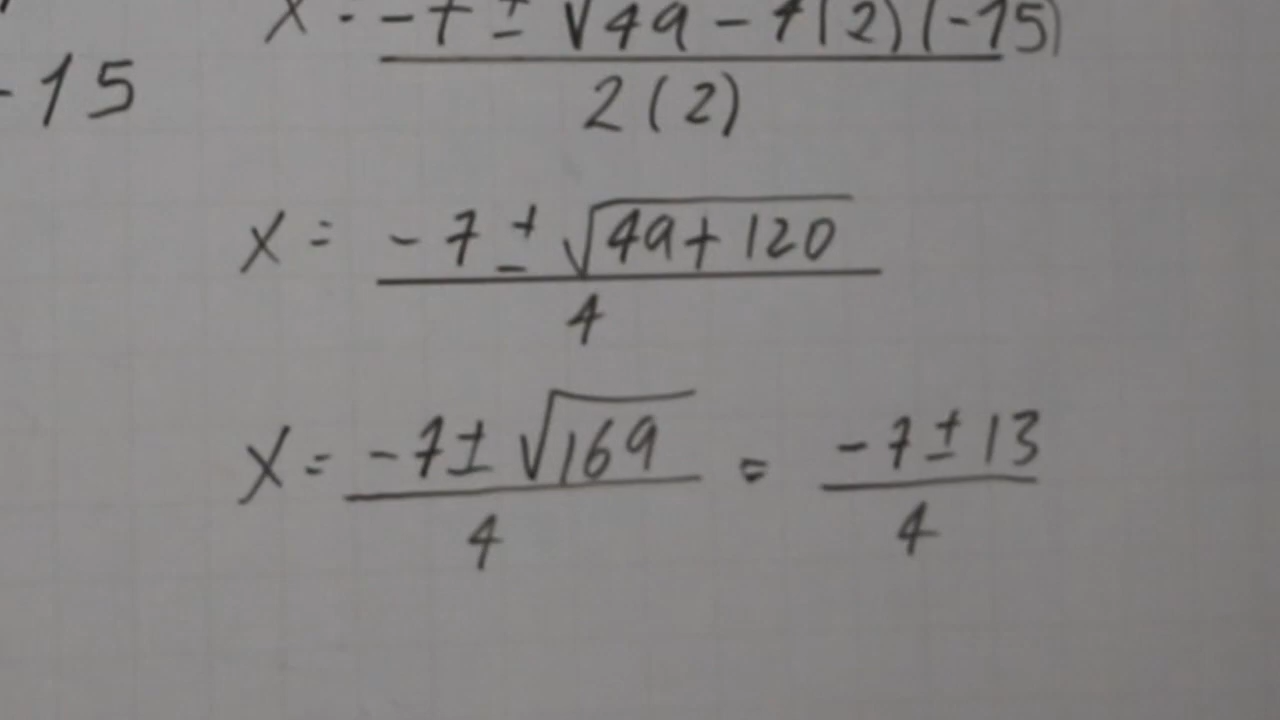 x = -7 ± √49 - 4(2)(-15)
-15
2(2)
x = -7 ± √49+120
4
x = -7 ± √169 = -7 ± 13
4 4